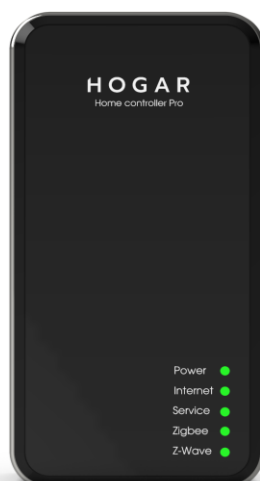 HOGAR
Home controller Pro
Power
Internet
Service
Zigbee
Z-Wave